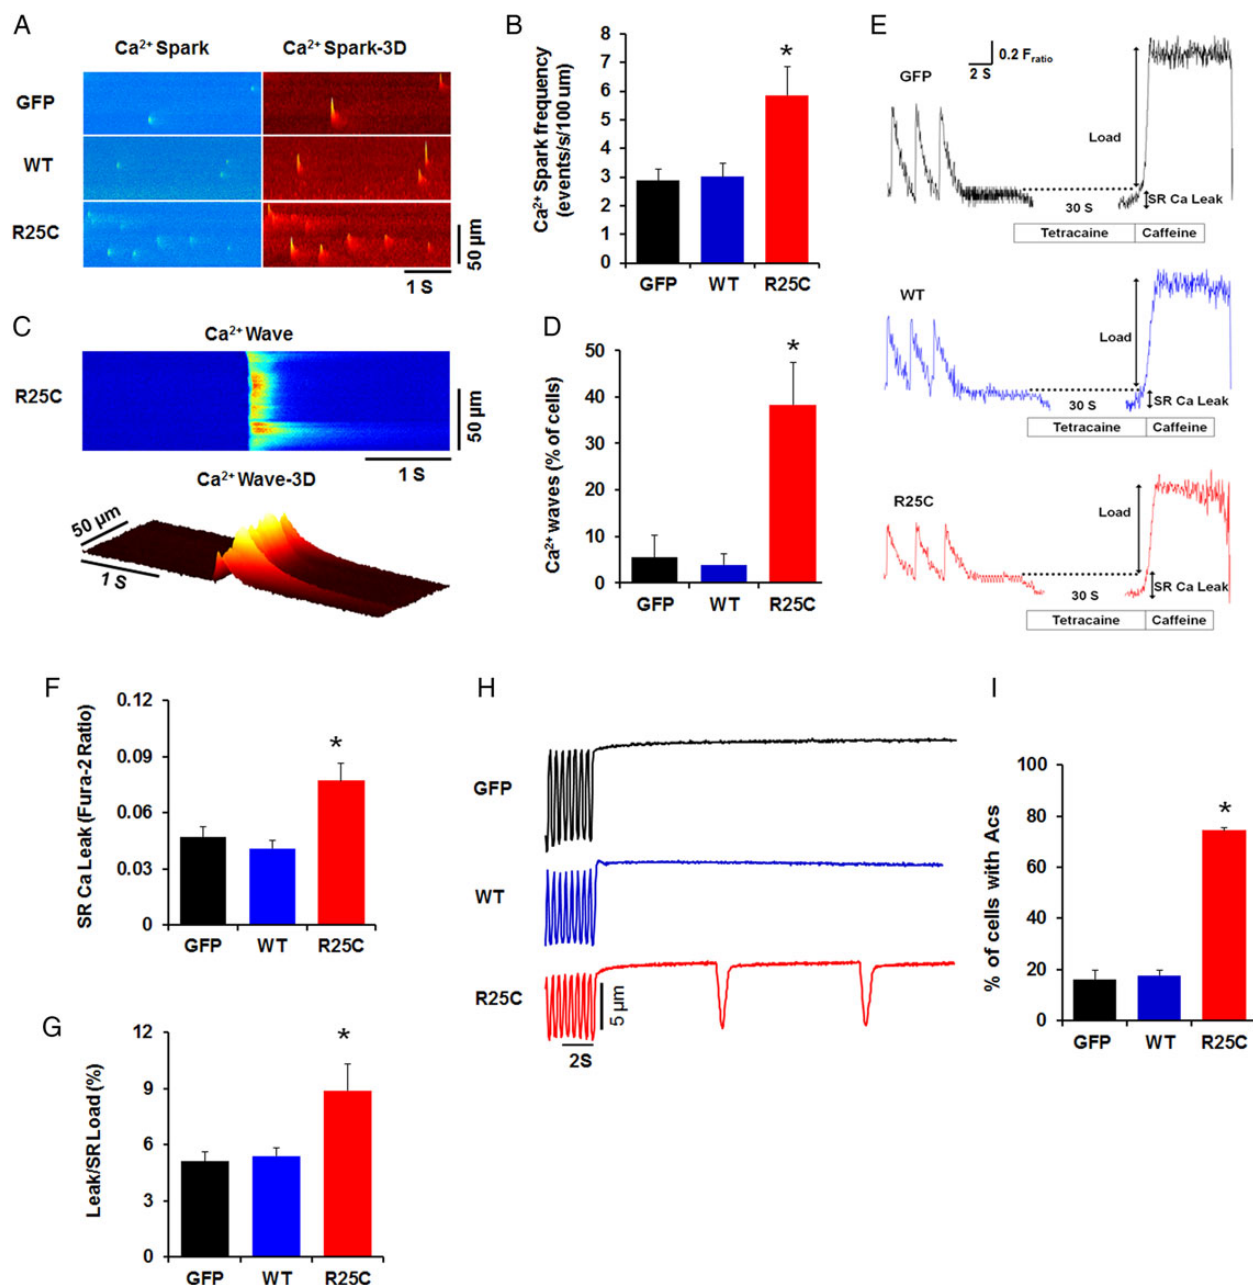 A
Ca²⁺ Spark
Ca²⁺ Spark-3D
GFP
WT
R25C
50 µm
1 S
B
Ca²⁺ Spark frequency
(events/s/100 um)
8
7
6
5
4
3
2
1
0
*
GFP
WT
R25C
C
Ca²⁺ Wave
R25C
50 µm
1 S
Ca²⁺ Wave-3D
50 µm
1 S
D
Ca²⁺ waves (% of cells)
50
40
30
20
10
0
*
GFP
WT
R25C
E
0.2 Fratio
2 S
GFP
Load
SR Ca Leak
30 S
Tetracaine
Caffeine
WT
Load
SR Ca Leak
30 S
Tetracaine
Caffeine
R25C
Load
SR Ca Leak
30 S
Tetracaine
Caffeine
F
SR Ca Leak (Fura-2 Ratio)
0.12
0.09
0.06
0.03
0
*
GFP
WT
R25C
G
Leak/SR Load (%)
12
9
6
3
0
*
GFP
WT
R25C
H
GFP
WT
R25C
5 µm
2S
I
% of cells with Acs
100
80
60
40
20
0
*
GFP
WT
R25C